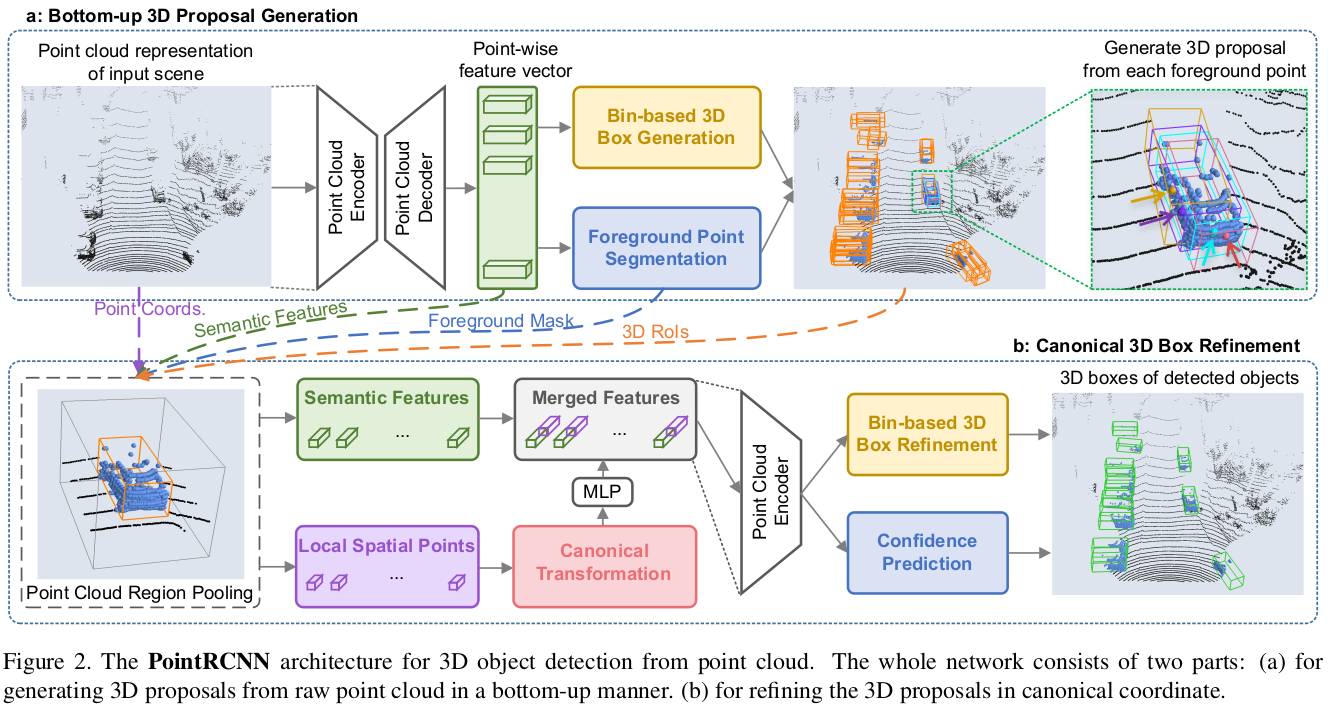 a: Bottom-up 3D Proposal Generation
Point cloud representation
of input scene
Point Cloud
Encoder
Point Cloud
Decoder
Point-wise
feature vector
Bin-based 3D
Box Generation
Foreground Point
Segmentation
Generate 3D proposal
from each foreground point
Point Coords.
Semantic Features
Foreground Mask
3D RoIs
b: Canonical 3D Box Refinement
Point Cloud Region Pooling
Semantic Features
...
Local Spatial Points
...
Merged Features
...
MLP
Canonical
Transformation
Point Cloud
Encoder
Bin-based 3D
Box Refinement
Confidence
Prediction
3D boxes of detected objects
Figure 2. The PointRCNN architecture for 3D object detection from point cloud. The whole network consists of two parts: (a) for
generating 3D proposals from raw point cloud in a bottom-up manner. (b) for refining the 3D proposals in canonical coordinate.